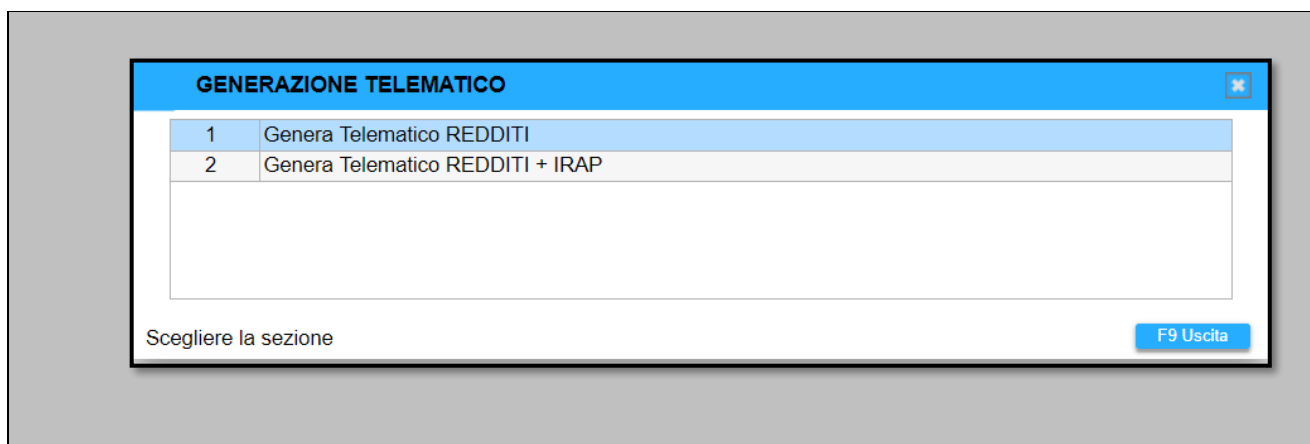 GENERAZIONE TELEMATICO
1 Genera Telematico REDDITI
2 Genera Telematico REDDITI + IRAP
Scegliere la sezione
F9 Uscita